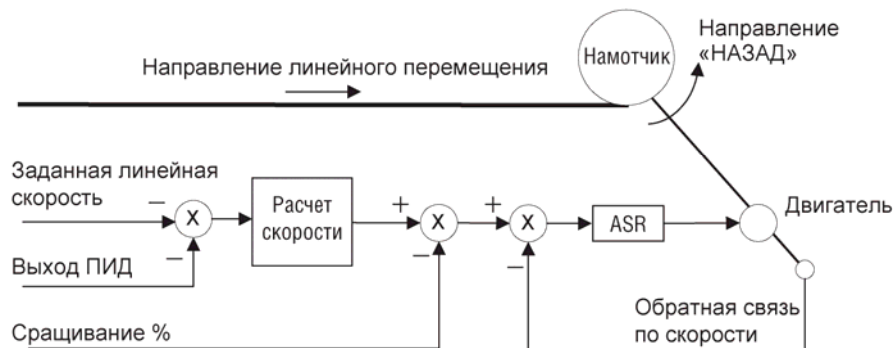 Направление линейного перемещения
Намотчик
Направление
«НАЗАД»
Заданная линейная
скорость
−
X
−
Расчет
скорости
+
X
−
+
X
−
ASR
Двигатель
Выход ПИД
Обратная связь
по скорости
Сращивание %